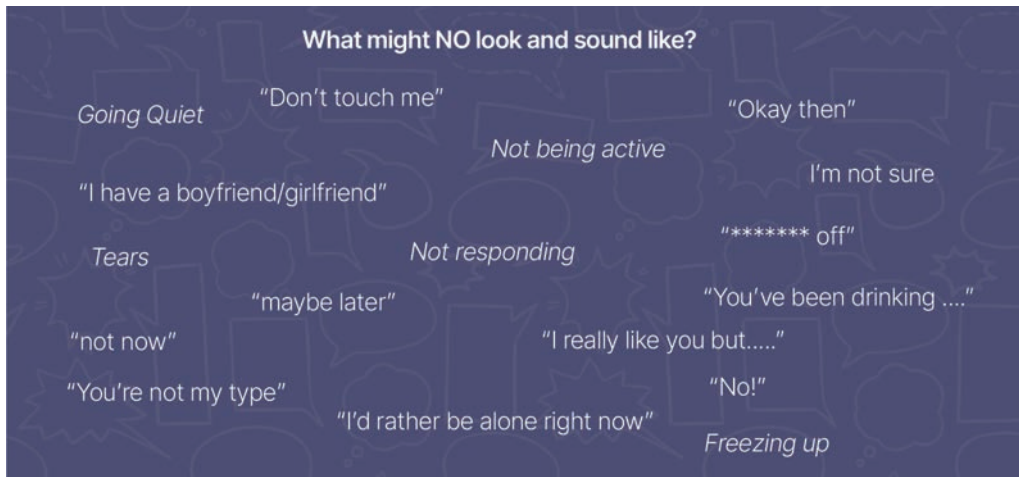 What might NO look and sound like?
“Don’t touch me”
Going Quiet
“Okay then”
Not being active
I’m not sure
“I have a boyfriend/girlfriend”
“******* off”
Tears
Not responding
“maybe later”
“You’ve been drinking ....”
“not now”
“I really like you but.....”
“You’re not my type”
“No!”
“I’d rather be alone right now”
Freezing up